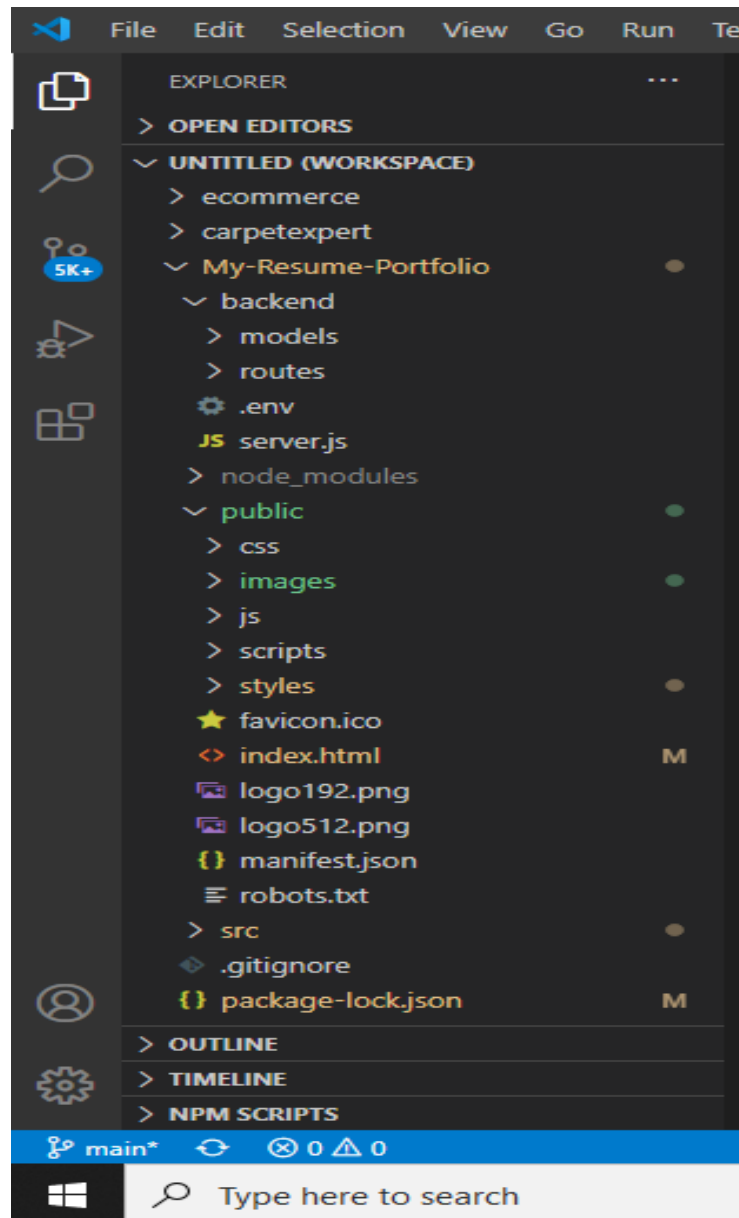 File Edit Selection View Go Run Te
EXPLORER ...
> OPEN EDITORS
UNTITLED (WORKSPACE)
> ecommerce
> carpetexpert
My-Resume-Portfolio
5K+
backend
> models
> routes
.env
JS server.js
> node_modules
public
> css
> images
> js
> scripts
> styles
favicon.ico
<> index.html M
logo192.png
logo512.png
{} manifest.json
robots.txt
> src
.gitignore
{} package-lock.json M
> OUTLINE
> TIMELINE
> NPM SCRIPTS
main* 0 0
Type here to search